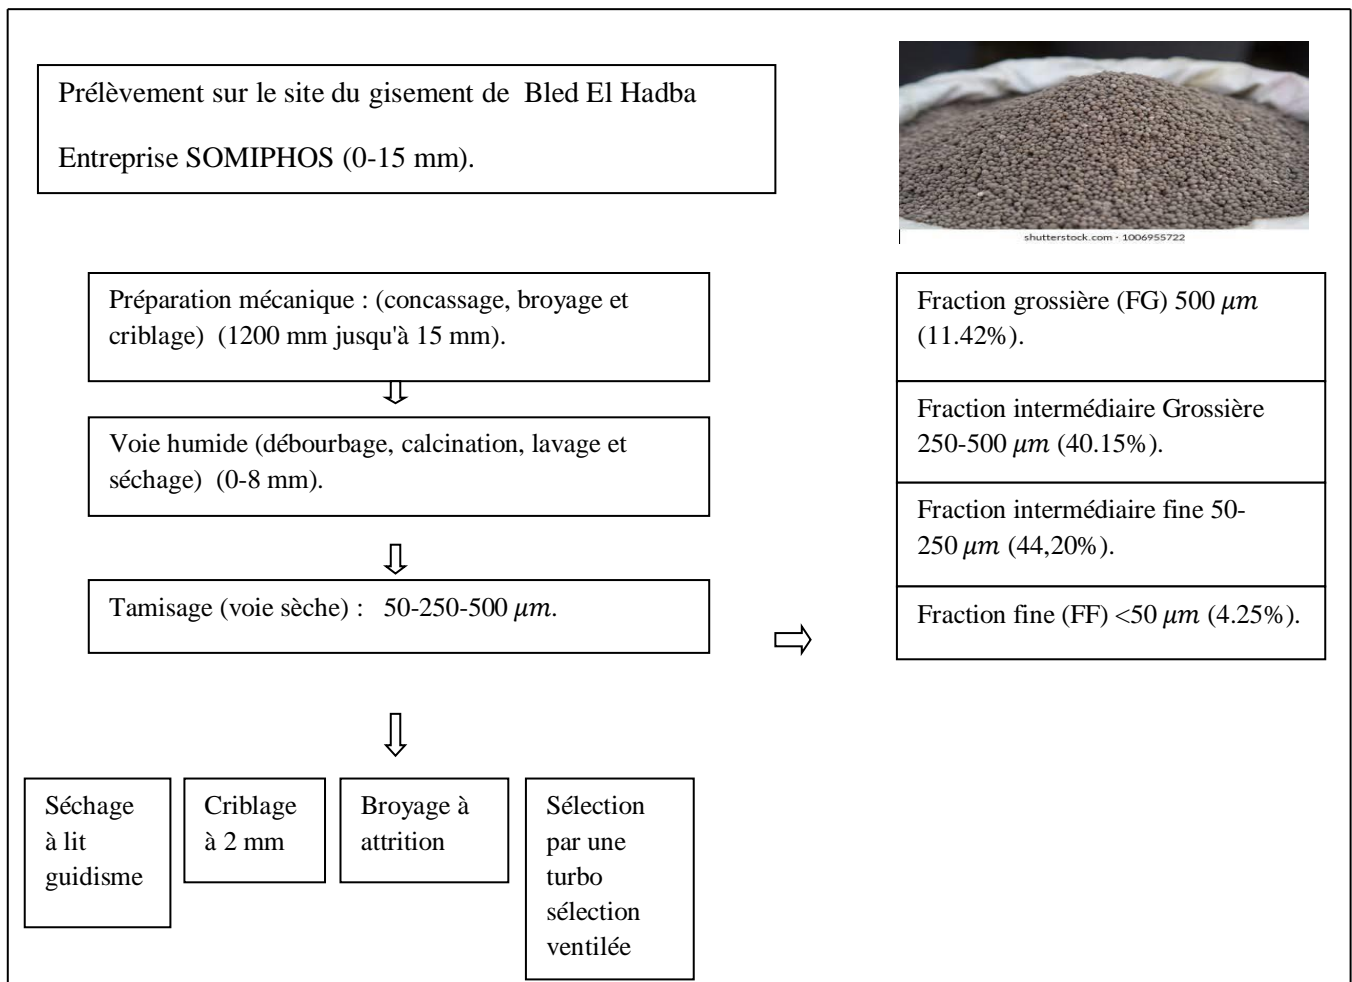 Prélèvement sur le site du gisement de Bled El Hadba
Entreprise SOMIPHOS (0-15 mm).
shutterstock.com · 1006955722
Préparation mécanique : (concassage, broyage et
criblage) (1200 mm jusqu'à 15 mm).
Voie humide (débourbage, calcination, lavage et
séchage) (0-8 mm).
Tamisage (voie sèche) : 50-250-500 𝜇𝑚.
Fraction grossière (FG) 500 𝜇𝑚
(11.42%).
Fraction intermédiaire Grossière
250-500 𝜇𝑚 (40.15%).
Fraction intermédiaire fine 50-
250 𝜇𝑚 (44,20%).
Fraction fine (FF) <50 𝜇𝑚 (4.25%).
Séchage
à lit
guidisme
Criblage
à 2 mm
Broyage à
attrition
Sélection
par une
turbo
sélection
ventilée